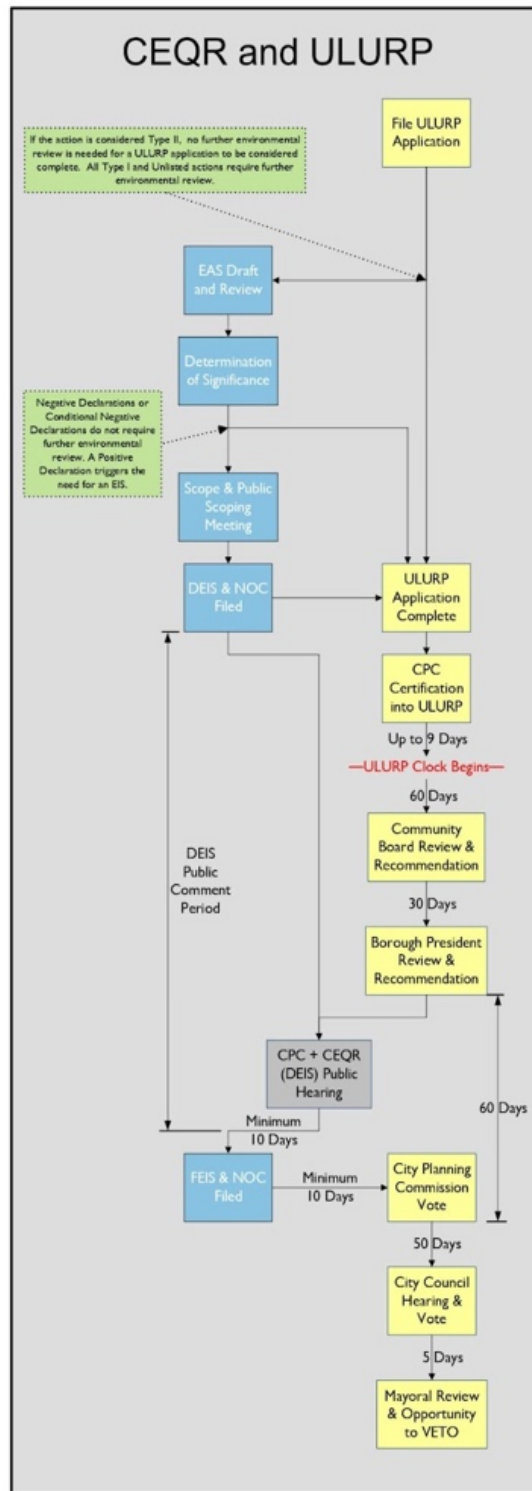 CEQR and ULURP
If the action is considered Type II, no further environmental
review is needed for a ULURP application to be considered
complete. All Type I and Unlisted actions require further
environmental review.
File ULURP
Application
EAS Draft
and Review
Determination
of Significance
Negative Declarations or
Conditional Negative
Declarations do not require
further environmental
review. A Positive
Declaration triggers the
need for an EIS.
Scope & Public
Scoping
Meeting
DEIS & NOC
Filed
ULURP
Application
Complete
CPC
Certification
into ULURP
Up to 9 Days
ULURP Clock Begins
60 Days
Community
Board Review &
Recommendation
30 Days
Borough President
Review &
Recommendation
DEIS
Public
Comment
Period
CPC + CEQR
(DEIS) Public
Hearing
60 Days
Minimum
10 Days
FEIS & NOC
Filed
Minimum
10 Days
City Planning
Commission
Vote
50 Days
City Council
Hearing &
Vote
5 Days
Mayoral Review
& Opportunity
to VETO